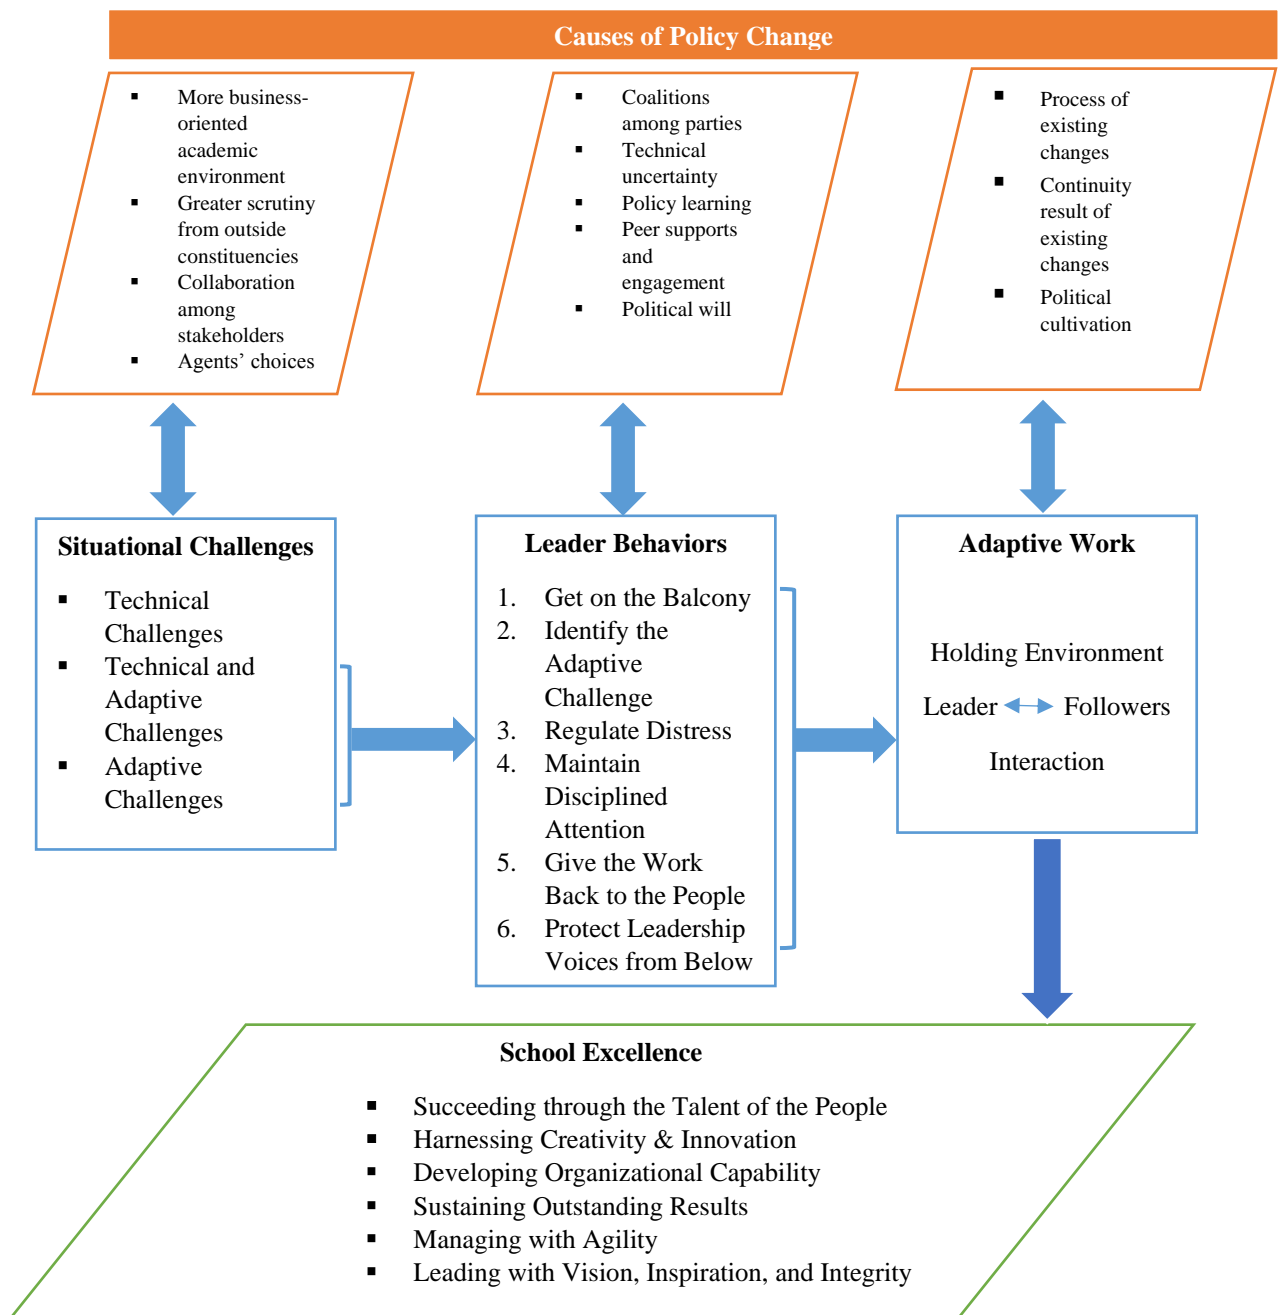 Causes of Policy Change
▪ More business-
oriented
academic
environment
▪ Greater scrutiny
from outside
constituencies
▪ Collaboration
among
stakeholders
▪ Agents’ choices
▪ Coalitions
among parties
▪ Technical
uncertainty
▪ Policy learning
▪ Peer supports
and
engagement
▪ Political will
▪ Process of
existing
changes
▪ Continuity
result of
existing
changes
▪ Political
cultivation
Situational Challenges
▪ Technical
Challenges
▪ Technical and
Adaptive
Challenges
▪ Adaptive
Challenges
Leader Behaviors
1. Get on the Balcony
2. Identify the
Adaptive
Challenge
3. Regulate Distress
4. Maintain
Disciplined
Attention
5. Give the Work
Back to the People
6. Protect Leadership
Voices from Below
Adaptive Work
Holding Environment
Leader Followers
Interaction
School Excellence
▪ Succeeding through the Talent of the People
▪ Harnessing Creativity & Innovation
▪ Developing Organizational Capability
▪ Sustaining Outstanding Results
▪ Managing with Agility
▪ Leading with Vision, Inspiration, and Integrity